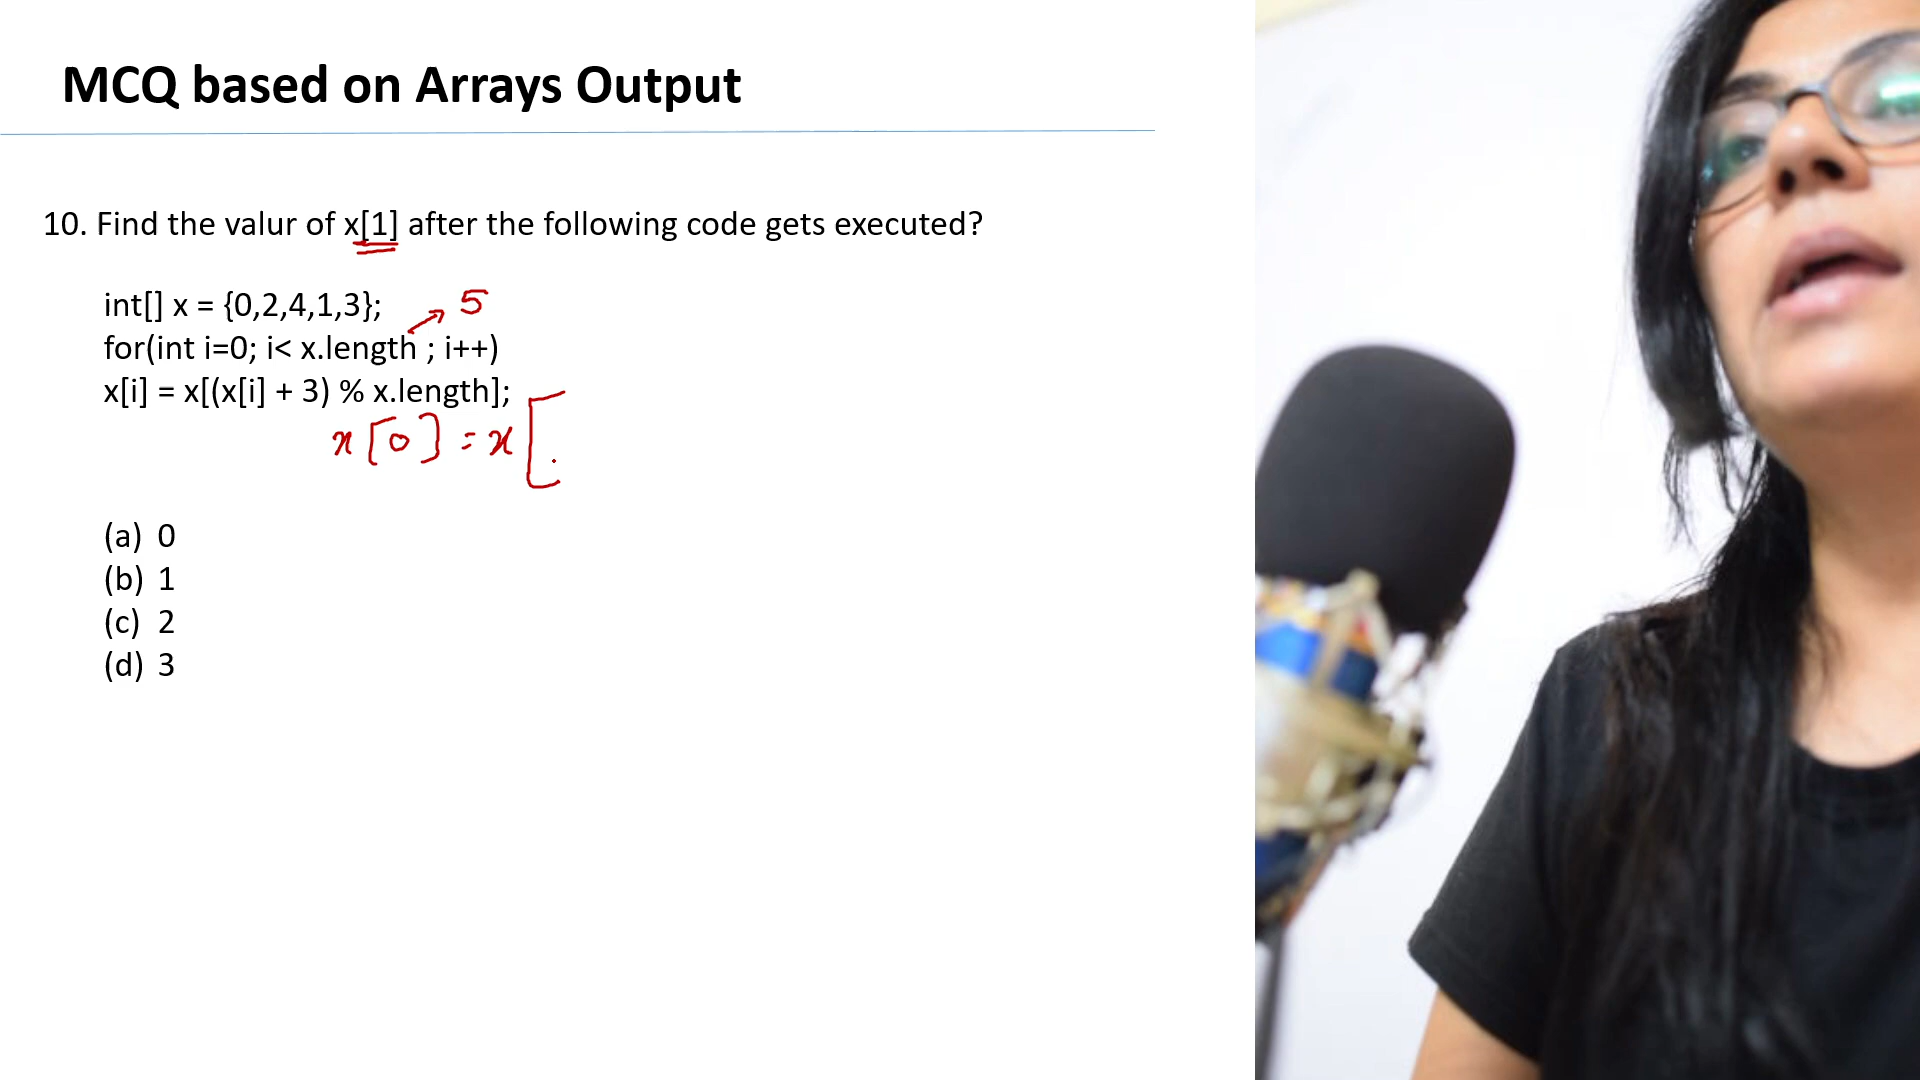 MCQ based on Arrays Output
10. Find the valur of x[1] after the following code gets executed?
int[] x = {0,2,4,1,3};
5
for(int i=0; i< x.length ; i++)
x[i] = x[(x[i] + 3) % x.length];
x[0] = x[
(a) 0
(b) 1
(c) 2
(d) 3